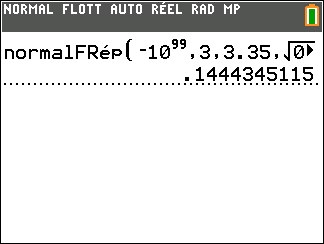 NORMAL FLOTT AUTO RÉEL RAD MP
normalFRép(-10⁹⁹,3,3.35,√0▶
.1444345115